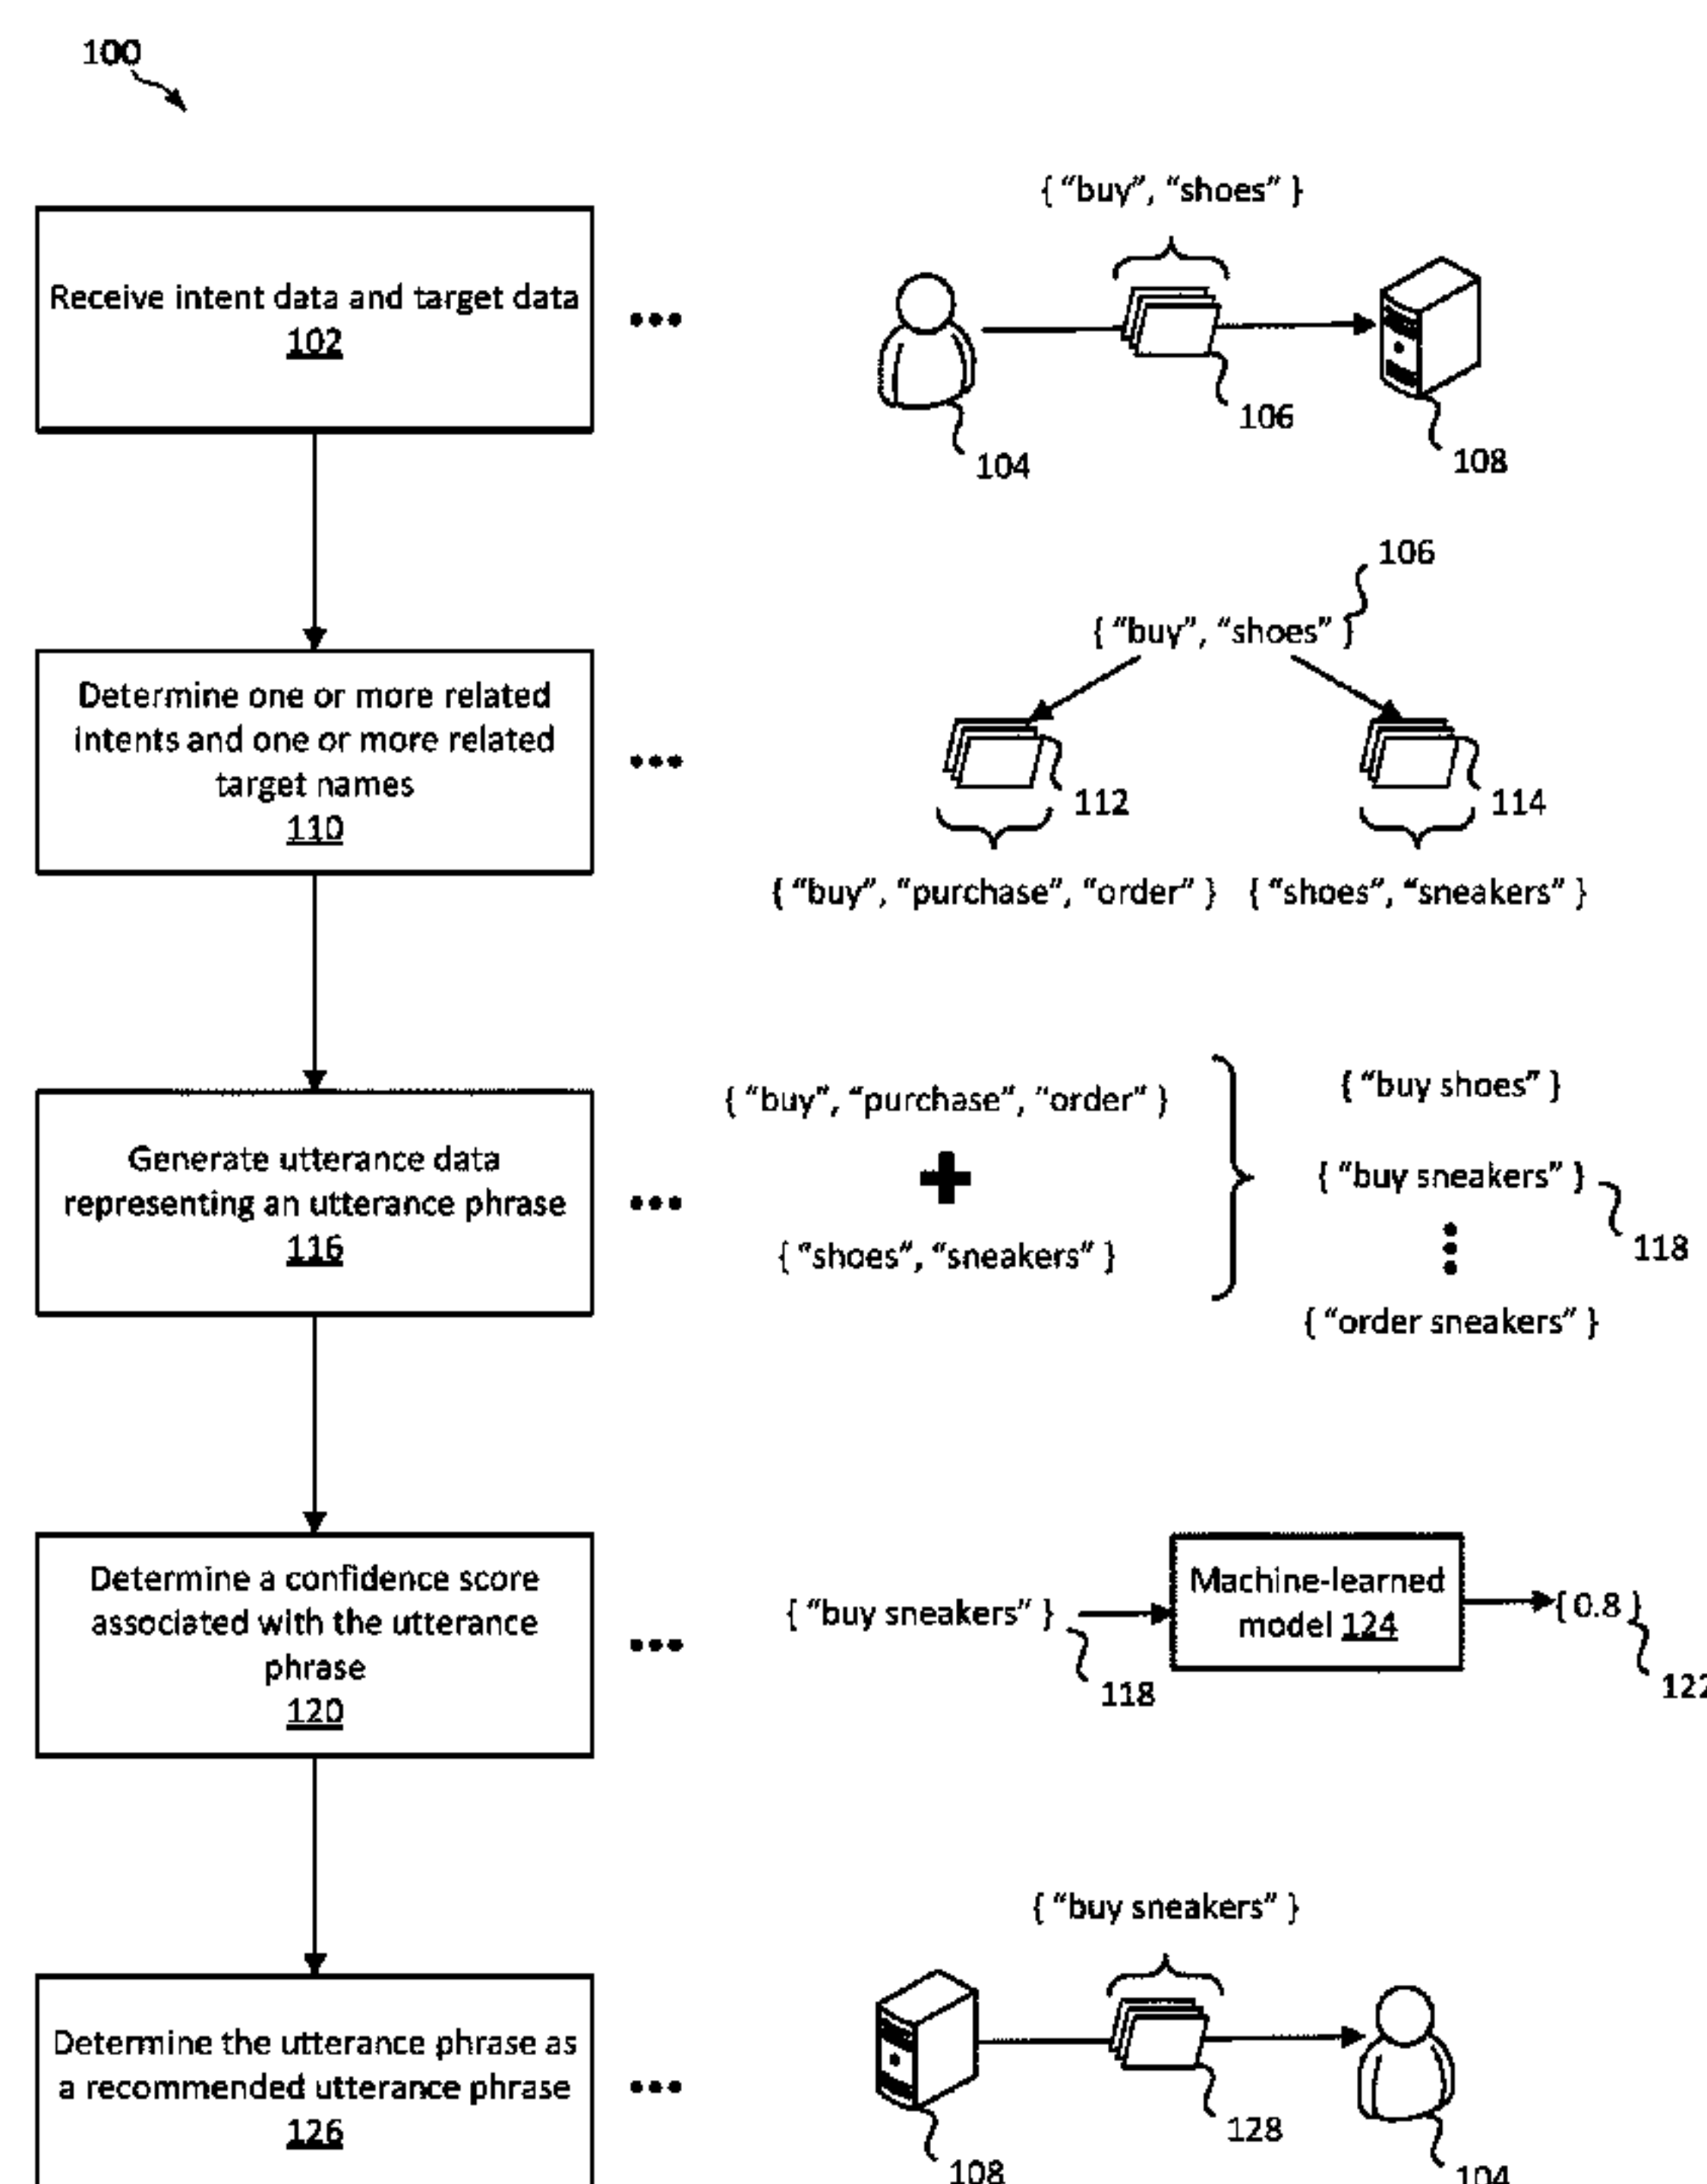 100
{ “buy”, “shoes” }
Receive intent data and target data
102
106
104
108
106
{ “buy”, “shoes” }
Determine one or more related
intents and one or more related
target names
110
112
114
{ “buy”, “purchase”, “order” }
{ “shoes”, “sneakers” }
Generate utterance data
representing an utterance phrase
116
{ “buy”, “purchase”, “order” }
+
{ “shoes”, “sneakers” }
{ “buy shoes” }
{ “buy sneakers” }
118
{ “order sneakers” }
Determine a confidence score
associated with the utterance
phrase
120
{ “buy sneakers” }
118
Machine-learned
model 124
{ 0.8 }
122
{ “buy sneakers” }
Determine the utterance phrase as
a recommended utterance phrase
126
128
108
104